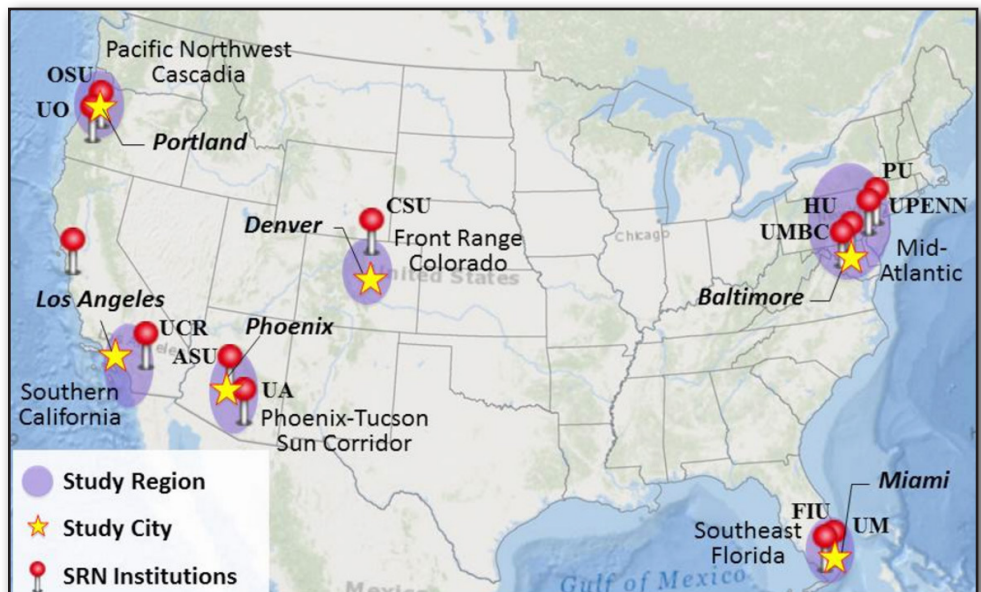 Pacific Northwest
Cascadia
OSU
UO
Portland
PU
HU
UPENN
UMBC
Mid-
Atlantic
Baltimore
CSU
Denver
Front Range
Colorado
United States
Chicago
Los Angeles
UCR
Phoenix
ASU
UA
Southern
California
Phoenix-Tucson
Sun Corridor
Study Region
Study City
SRN Institutions
Miami
FIU
UM
Southeast
Florida
Gulf of Mexico